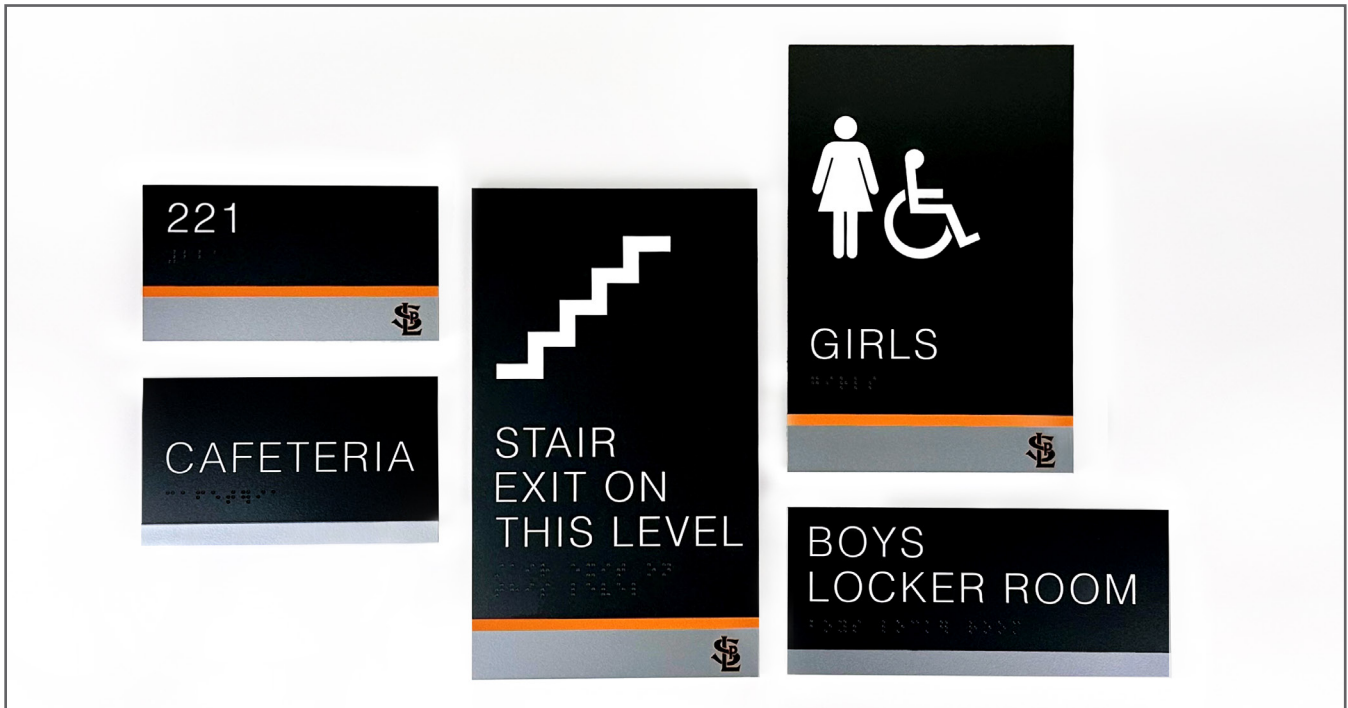 221
CAFETERIA
STAIR
EXIT ON
THIS LEVEL
GIRLS
BOYS
LOCKER ROOM